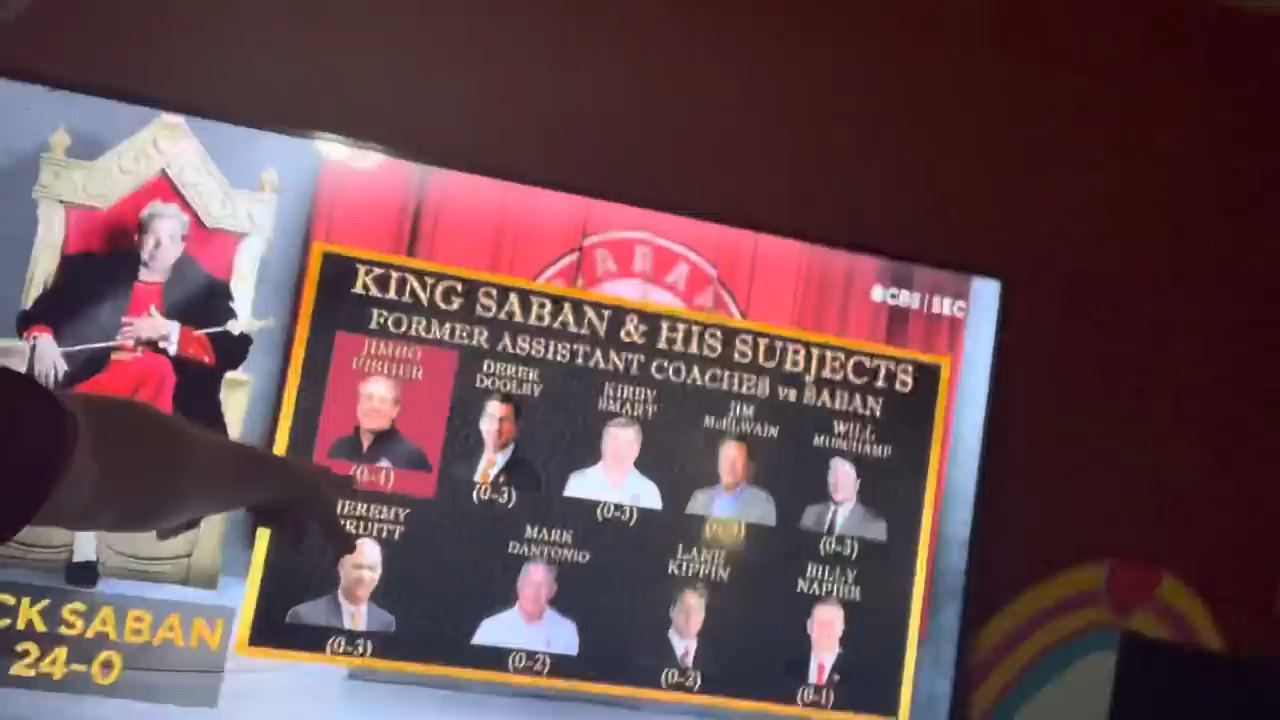 ABA
©CBS | SEC
KING SABAN & HIS SUBJECTS
FORMER ASSISTANT COACHES vs SABAN
JIMBO
FISHER
(0-4)
DEREK
DOOLEY
(0-3)
KIRBY
SMART
(0-3)
JIM
McELWAIN
WILL
MUSCHAMP
(0-3)
JEREMY
PRUITT
(0-3)
MARK
DANTONIO
(0-2)
LANE
KIFFIN
(0-2)
BILLY
NAPIER
(0-1)
CK SABAN
24-0